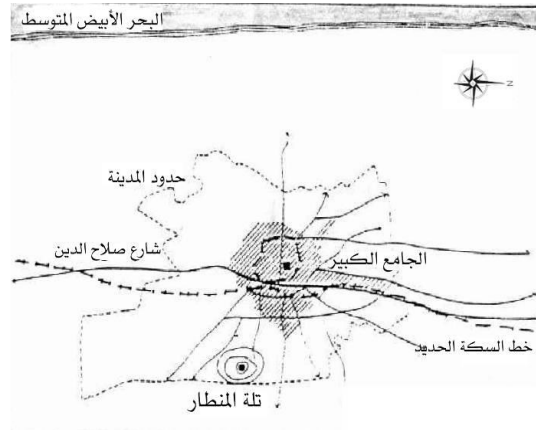 البحر الأبيض المتوسط
N
حدود المدينة
شارع صلاح الدين
الجامع الكبير
خط السكة الحديد
تلة المنطار